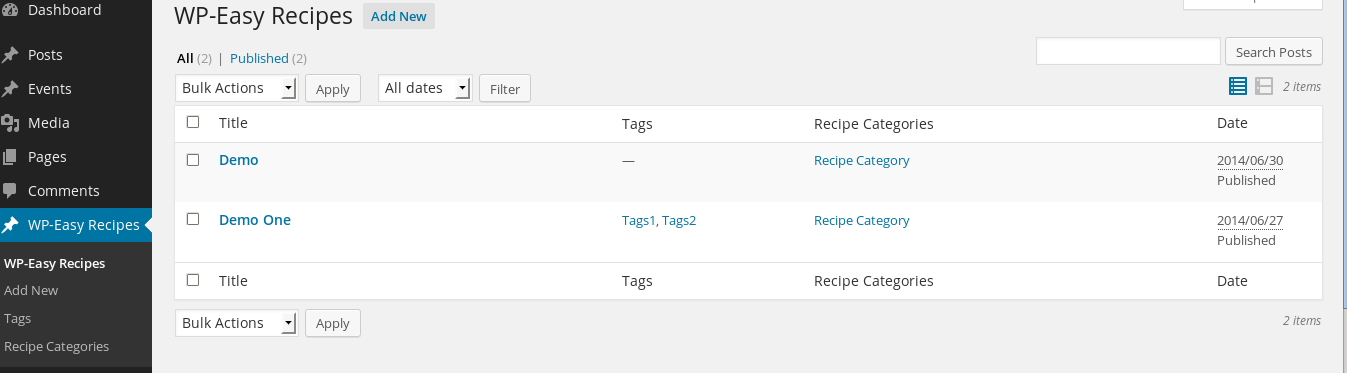 Dashboard
Posts
Events
Media
Pages
Comments
WP-Easy Recipes
WP-Easy Recipes
Add New
Tags
Recipe Categories
WP-Easy Recipes Add New
All (2) | Published (2)
Search Posts
Bulk Actions Apply All dates Filter 2 items
Title Tags Recipe Categories Date
Demo — Recipe Category 2014/06/30
Published
Demo One Tags1, Tags2 Recipe Category 2014/06/27
Published
Title Tags Recipe Categories Date
Bulk Actions Apply 2 items